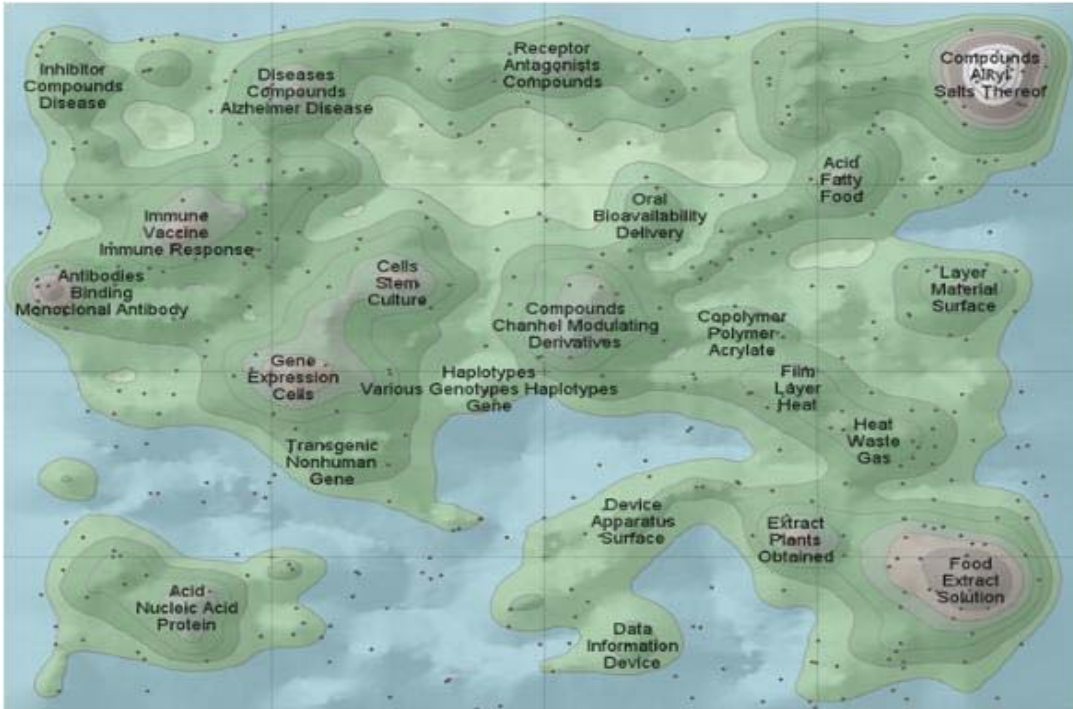 Receptor
Antagonists
Compounds
Compounds
Alkyl
Salts Thereof
Inhibitor
Compounds
Disease
Diseases
Compounds
Alzheimer Disease
Acid
Fatty
Food
Oral
Bioavailability
Delivery
Immune
Vaccine
Immune Response
Cells
Stem
Culture
Antibodies
Binding
Monoclonal Antibody
Layer
Material
Surface
Compounds
Channel Modulating
Derivatives
Copolymer
Polymer
Acrylate
Gene
Expression
Cells
Haplotypes
Various Genotypes Haplotypes
Gene
Film
Layer
Heat
Heat
Waste
Gas
Transgenic
Nonhuman
Gene
Device
Apparatus
Surface
Extract
Plants
Obtained
Food
Extract
Solution
Acid
Nucleic Acid
Protein
Data
Information
Device